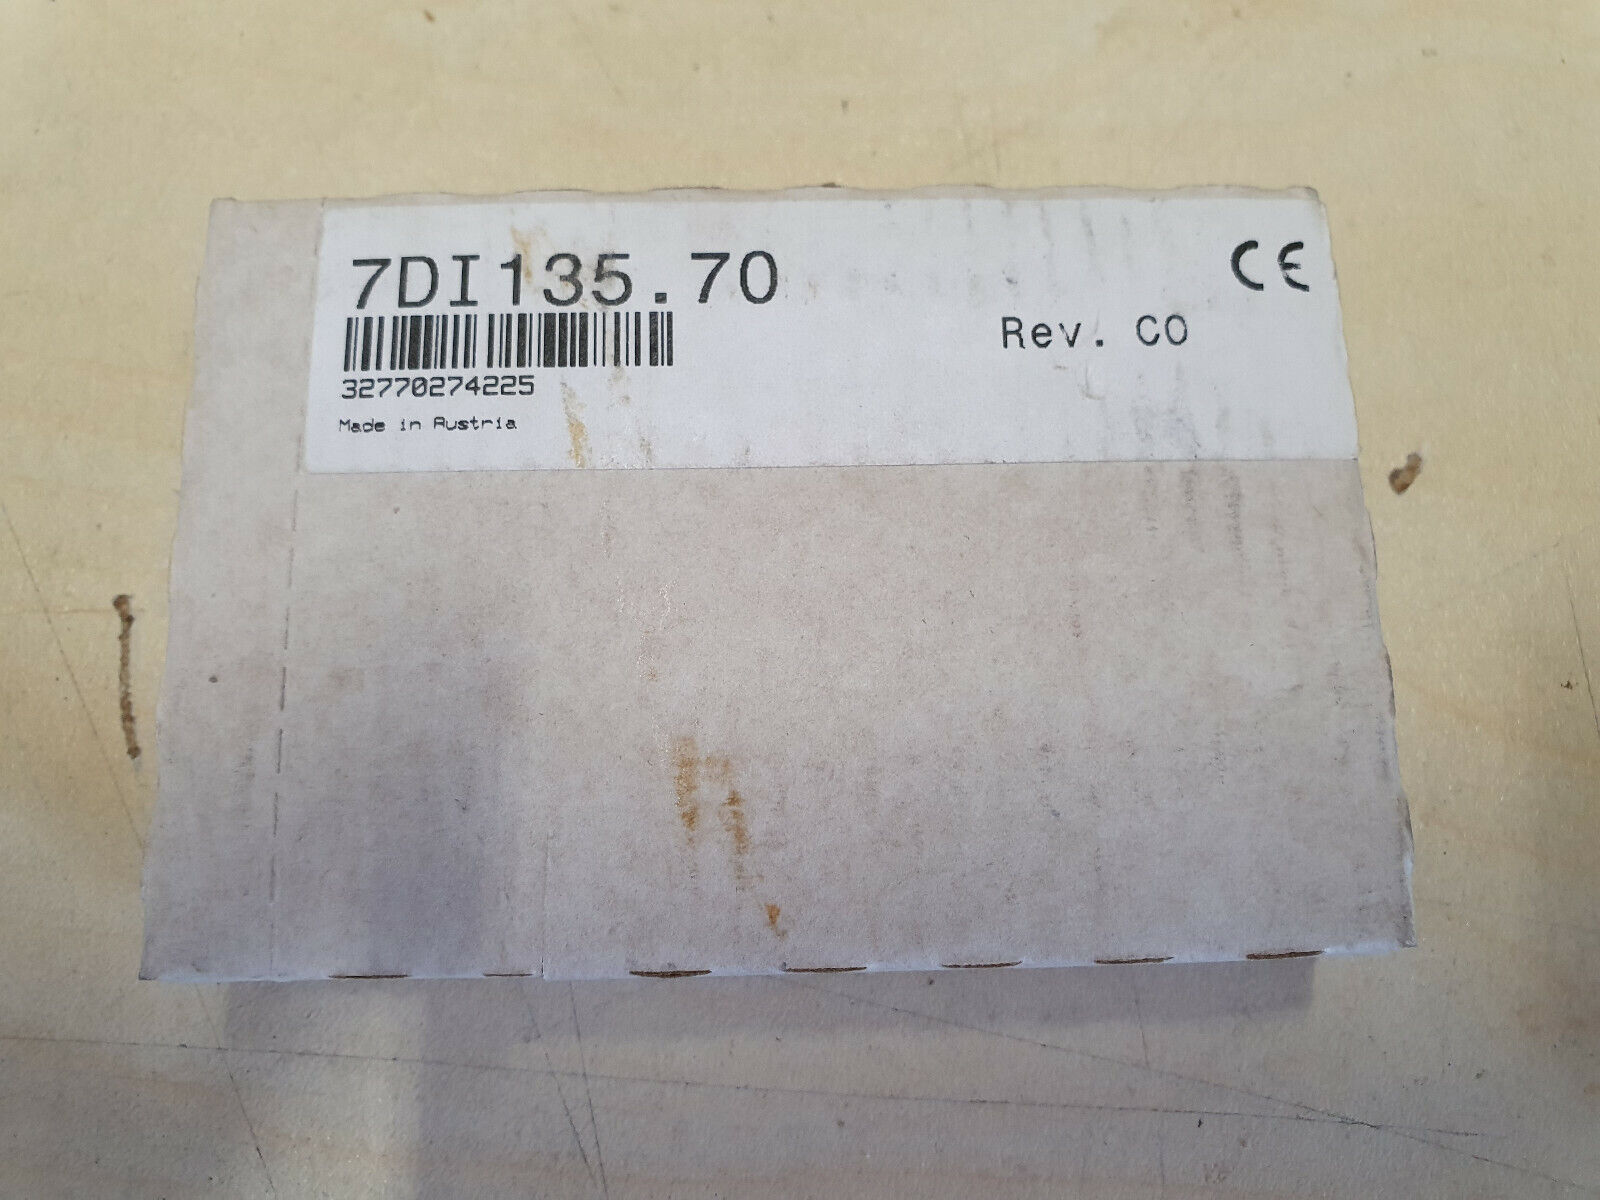 7DI135.70
CE
Rev. C0
32770274225
Made in Austria